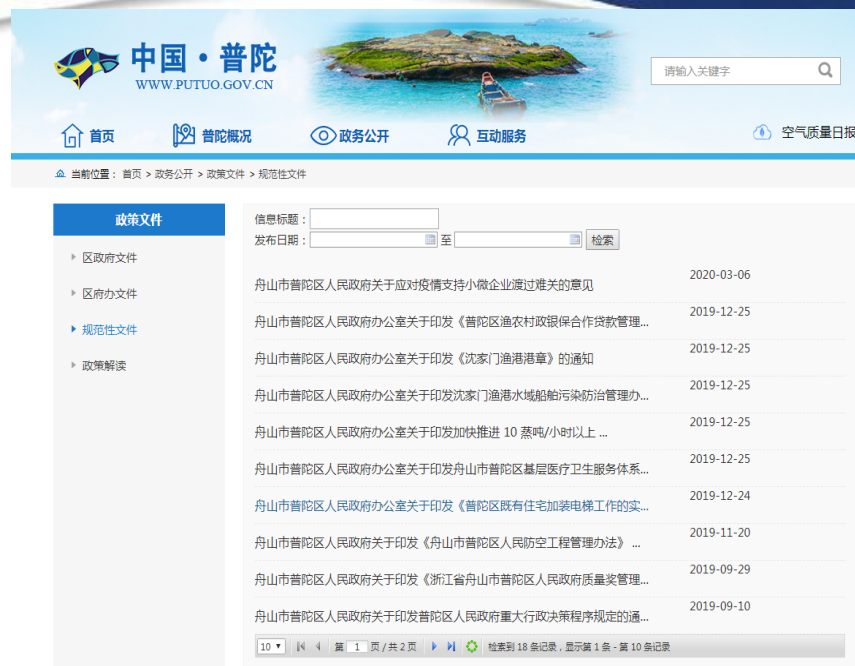 中国·普陀
WWW.PUTUO.GOV.CN
请输入关键字
首页 普陀概况 政务公开 互动服务 空气质量日报
当前位置： 首页 > 政务公开 > 政策文件 > 规范性文件
政策文件
区政府文件
区府办文件
规范性文件
政策解读
信息标题：
发布日期： 至 检索
舟山市普陀区人民政府关于应对疫情支持小微企业渡过难关的意见 2020-03-06
舟山市普陀区人民政府办公室关于印发《普陀区渔农村政银保合作贷款管理... 2019-12-25
舟山市普陀区人民政府办公室关于印发《沈家门渔港港章》的通知 2019-12-25
舟山市普陀区人民政府办公室关于印发沈家门渔港水域船舶污染防治管理办... 2019-12-25
舟山市普陀区人民政府办公室关于印发加快推进 10 蒸吨/小时以上 ... 2019-12-25
舟山市普陀区人民政府办公室关于印发舟山市普陀区基层医疗卫生服务体系... 2019-12-25
舟山市普陀区人民政府办公室关于印发《普陀区既有住宅加装电梯工作的实... 2019-12-24
舟山市普陀区人民政府关于印发《舟山市普陀区人民防空工程管理办法》 ... 2019-11-20
舟山市普陀区人民政府关于印发《浙江省舟山市普陀区人民政府质量奖管理... 2019-09-29
舟山市普陀区人民政府关于印发普陀区人民政府重大行政决策程序规定的通... 2019-09-10
10 第 1 页/共 2 页 检索到 18 条记录，显示第 1 条 - 第 10 条记录